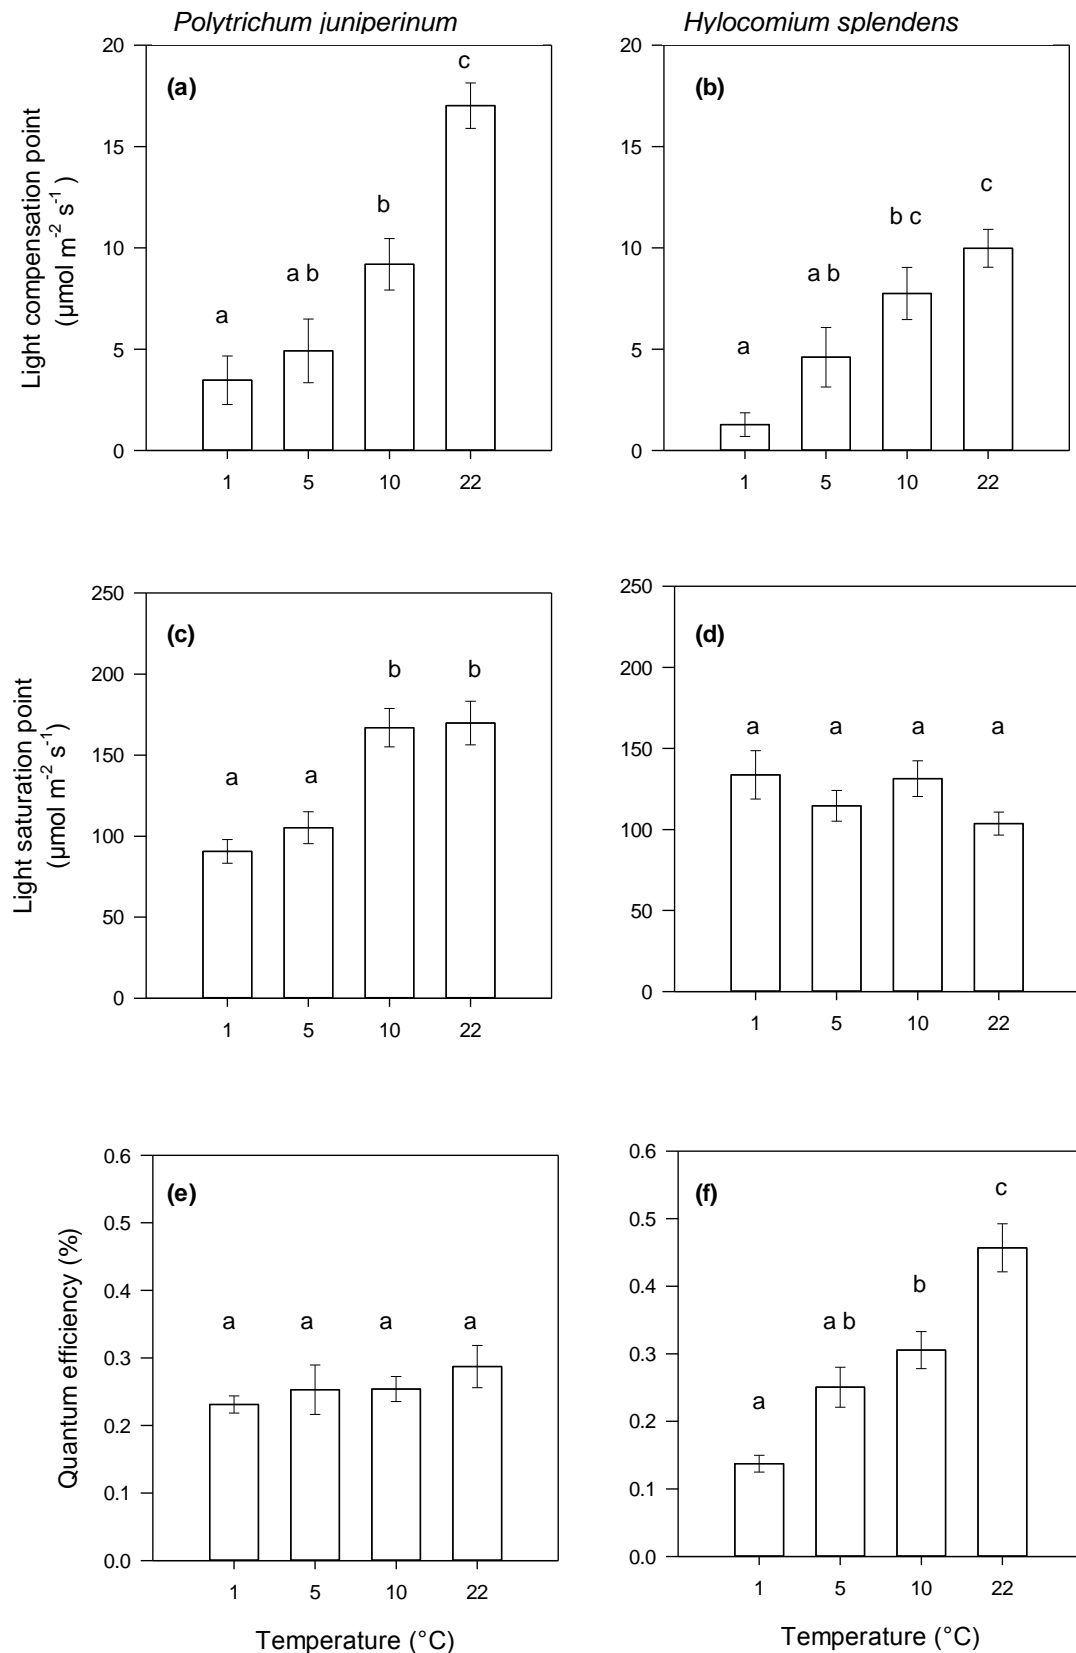 Polytrichum juniperinum
Hylocomium splendens
Light compensation point
(µmol m⁻² s⁻¹ )
20
15
10
5
0
(a)
a
a b
b
c
1 5 10 22
20
15
10
5
0
(b)
a
a b
b c
c
1 5 10 22
Light saturation point
(µmol m⁻² s⁻¹)
250
200
150
100
50
0
(c)
a
a
b
b
1 5 10 22
250
200
150
100
50
0
(d)
a
a
a
a
1 5 10 22
Quantum efficiency (%)
0.6
0.5
0.4
0.3
0.2
0.1
0.0
(e)
a
a
a
a
1 5 10 22
Temperature (°C)
0.6
0.5
0.4
0.3
0.2
0.1
0.0
(f)
a
a b
b
c
1 5 10 22
Temperature (°C)